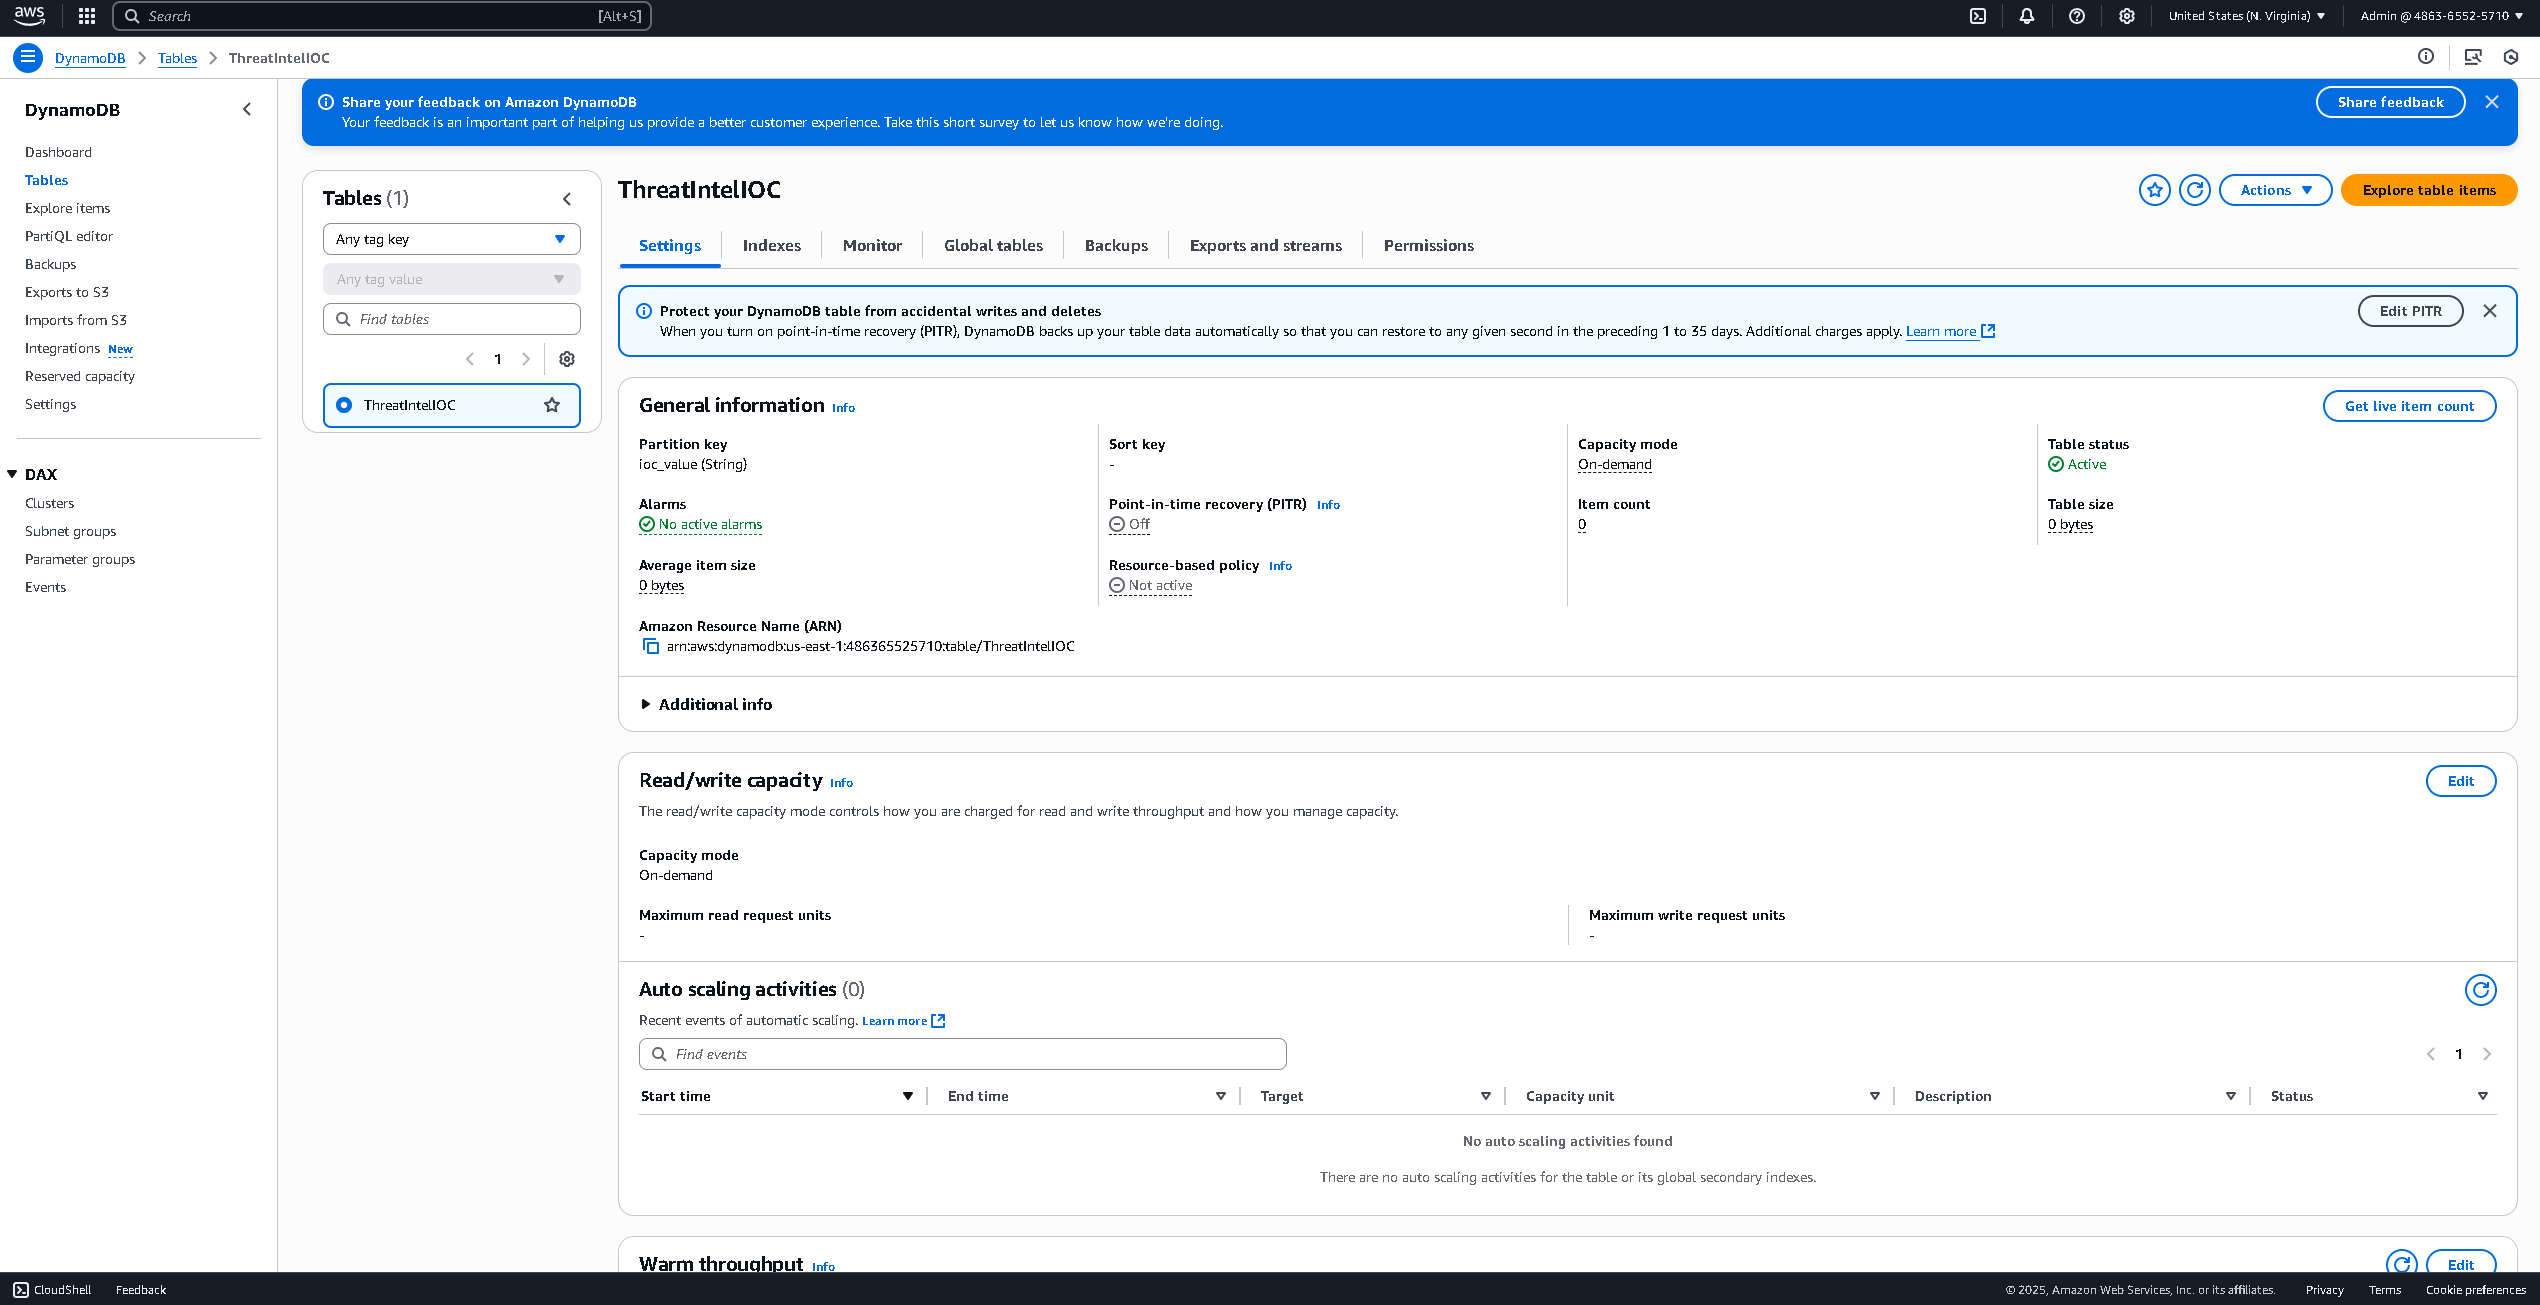 aws
Search
[Alt+S]
United States (N. Virginia)
Admin @ 4863-6552-5710
DynamoDB
Tables
ThreatIntelIOC
DynamoDB
Dashboard
Tables
Explore items
PartiQL editor
Backups
Exports to S3
Imports from S3
Integrations New
Reserved capacity
Settings
DAX
Clusters
Subnet groups
Parameter groups
Events
Share your feedback on Amazon DynamoDB
Your feedback is an important part of helping us provide a better customer experience. Take this short survey to let us know how we're doing.
Share feedback
Tables (1)
Any tag key
Any tag value
Find tables
1
ThreatIntelIOC
ThreatIntelIOC
Actions
Explore table items
Settings
Indexes
Monitor
Global tables
Backups
Exports and streams
Permissions
Protect your DynamoDB table from accidental writes and deletes
When you turn on point-in-time recovery (PITR), DynamoDB backs up your table data automatically so that you can restore to any given second in the preceding 1 to 35 days. Additional charges apply. Learn more
Edit PITR
General information Info
Get live item count
Partition key
ioc_value (String)
Sort key
-
Capacity mode
On-demand
Table status
Active
Alarms
No active alarms
Point-in-time recovery (PITR) Info
Off
Item count
0
Table size
0 bytes
Average item size
0 bytes
Resource-based policy Info
Not active
Amazon Resource Name (ARN)
arn:aws:dynamodb:us-east-1:486365525710:table/ThreatIntelIOC
Additional info
Read/write capacity Info
Edit
The read/write capacity mode controls how you are charged for read and write throughput and how you manage capacity.
Capacity mode
On-demand
Maximum read request units
-
Maximum write request units
-
Auto scaling activities (0)
Recent events of automatic scaling. Learn more
Find events
1
Start time
End time
Target
Capacity unit
Description
Status
No auto scaling activities found
There are no auto scaling activities for the table or its global secondary indexes.
Warm throughput Info
Edit
CloudShell
Feedback
© 2025, Amazon Web Services, Inc. or its affiliates.
Privacy
Terms
Cookie preferences